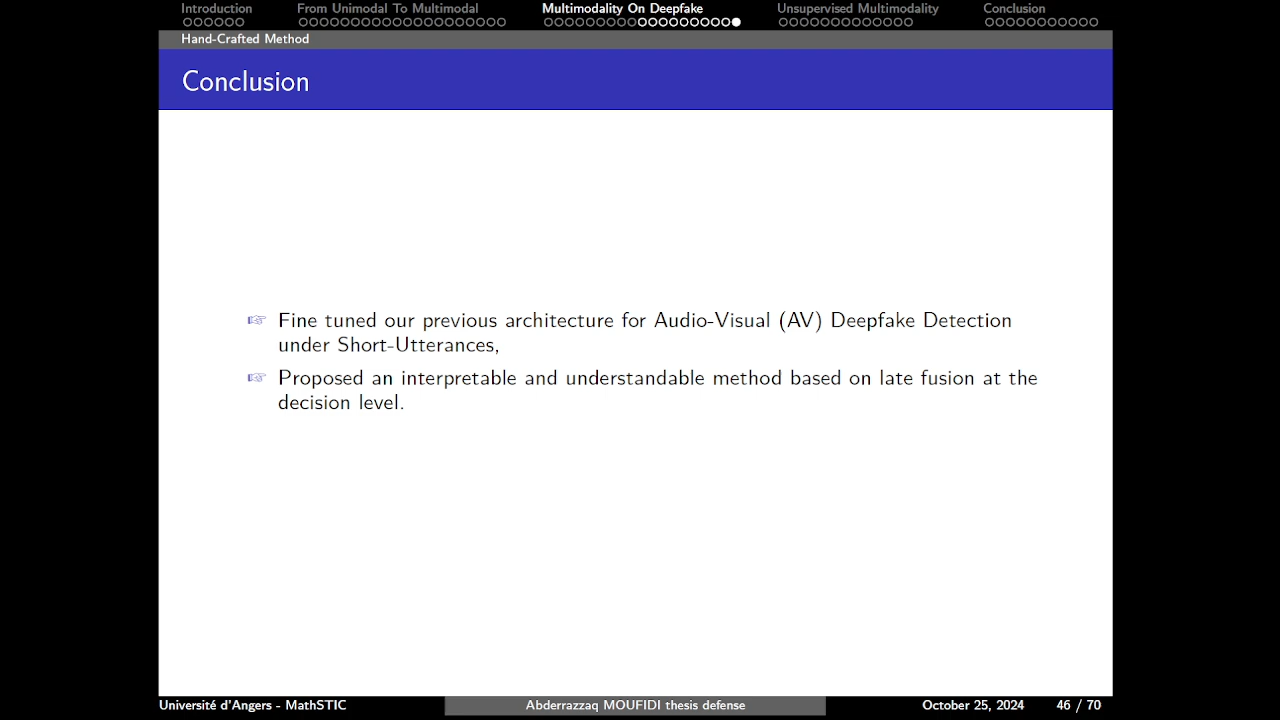 Introduction From Unimodal To Multimodal Multimodality On Deepfake Unsupervised Multimodality Conclusion
Hand-Crafted Method
Conclusion
Fine tuned our previous architecture for Audio-Visual (AV) Deepfake Detection
under Short-Utterances,
Proposed an interpretable and understandable method based on late fusion at the
decision level.
Université d'Angers - MathSTIC Abderrazzaq MOUFIDI thesis defense October 25, 2024 46 / 70